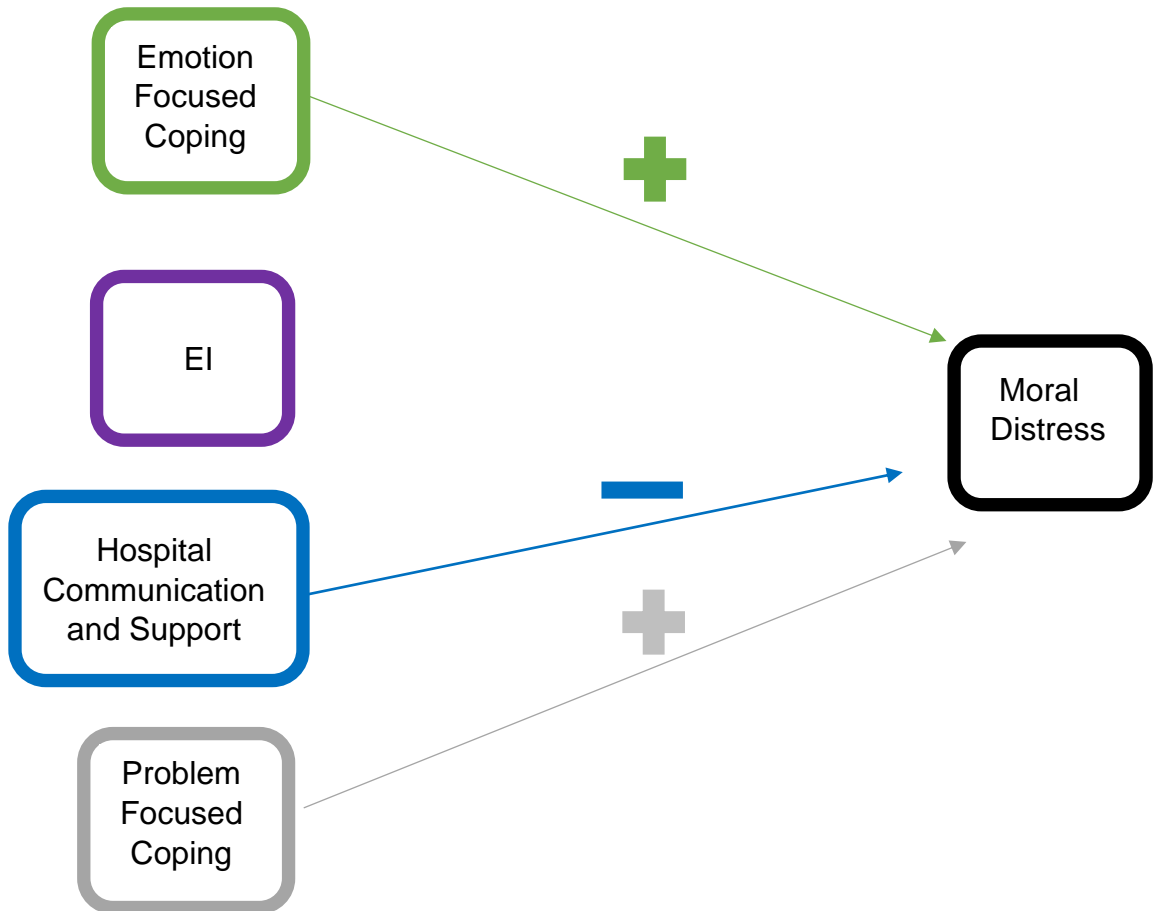 Emotion
Focused
Coping
EI
Hospital
Communication
and Support
Problem
Focused
Coping
Moral
Distress